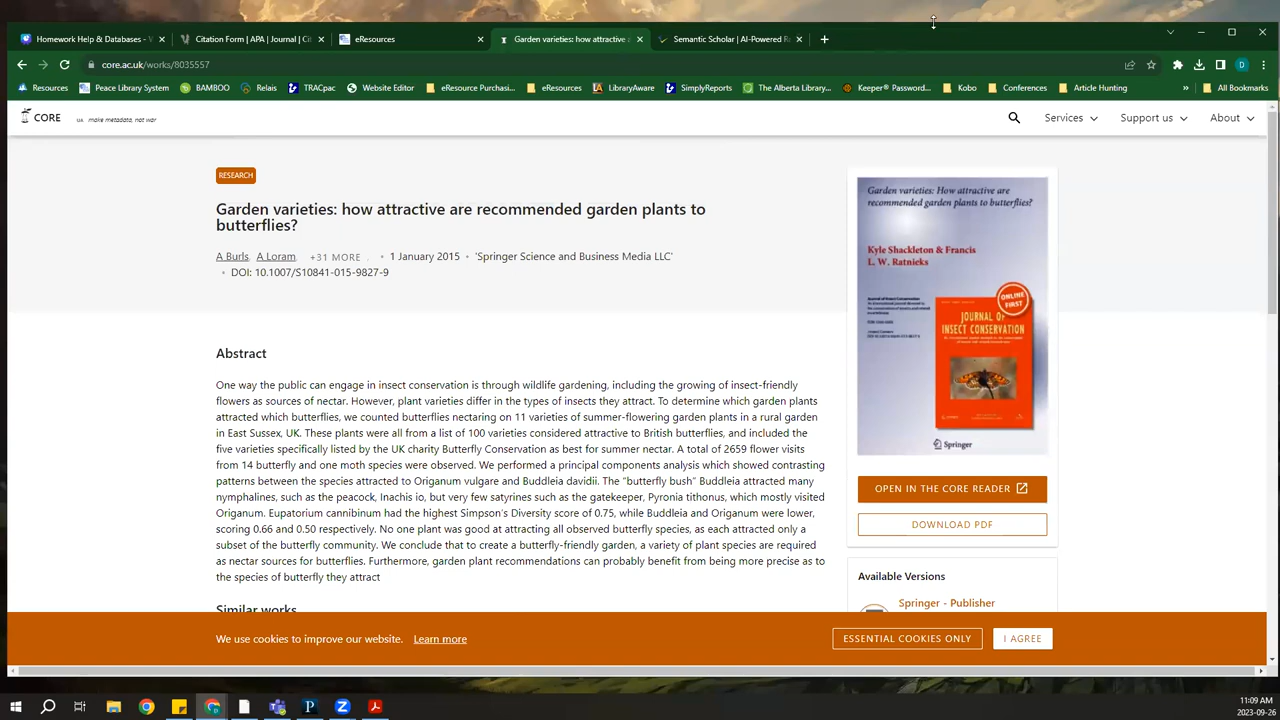 Homework Help & Databases - V
Citation Form | APA | Journal | Cit
eResources
Garden varieties: how attractive a
Semantic Scholar | AI-Powered R
core.ac.uk/works/8035557
D
Resources
Peace Library System
BAMBOO
Relais
TRACpac
Website Editor
eResource Purchasi...
eResources
LibraryAware
SimplyReports
The Alberta Library...
Keeper® Password...
Kobo
Conferences
Article Hunting
»
All Bookmarks
CORE
UA make metadata, not war
Services
Support us
About
RESEARCH
Garden varieties: how attractive are recommended garden plants to
butterflies?
A Burls, A Loram, +31 MORE • 1 January 2015 • 'Springer Science and Business Media LLC'
• DOI: 10.1007/S10841-015-9827-9
Abstract
One way the public can engage in insect conservation is through wildlife gardening, including the growing of insect-friendly
flowers as sources of nectar. However, plant varieties differ in the types of insects they attract. To determine which garden plants
attracted which butterflies, we counted butterflies nectaring on 11 varieties of summer-flowering garden plants in a rural garden
in East Sussex, UK. These plants were all from a list of 100 varieties considered attractive to British butterflies, and included the
five varieties specifically listed by the UK charity Butterfly Conservation as best for summer nectar. A total of 2659 flower visits
from 14 butterfly and one moth species were observed. We performed a principal components analysis which showed contrasting
patterns between the species attracted to Origanum vulgare and Buddleia davidii. The “butterfly bush” Buddleia attracted many
nymphalines, such as the peacock, Inachis io, but very few satyrines such as the gatekeeper, Pyronia tithonus, which mostly visited
Origanum. Eupatorium cannibinum had the highest Simpson's Diversity score of 0.75, while Buddleia and Origanum were lower,
scoring 0.66 and 0.50 respectively. No one plant was good at attracting all observed butterfly species, as each attracted only a
subset of the butterfly community. We conclude that to create a butterfly-friendly garden, a variety of plant species are required
as nectar sources for butterflies. Furthermore, garden plant recommendations can probably benefit from being more precise as to
the species of butterfly they attract
Similar works
Garden varieties: How attractive are
recommended garden plants to butterflies?
Kyle Shackleton & Francis
L. W. Ratnieks
ONLINE
FIRST
JOURNAL OF
INSECT CONSERVATION
Springer
OPEN IN THE CORE READER
DOWNLOAD PDF
Available Versions
Springer - Publisher
We use cookies to improve our website. Learn more
ESSENTIAL COOKIES ONLY
I AGREE
11:09 AM
2023-09-26